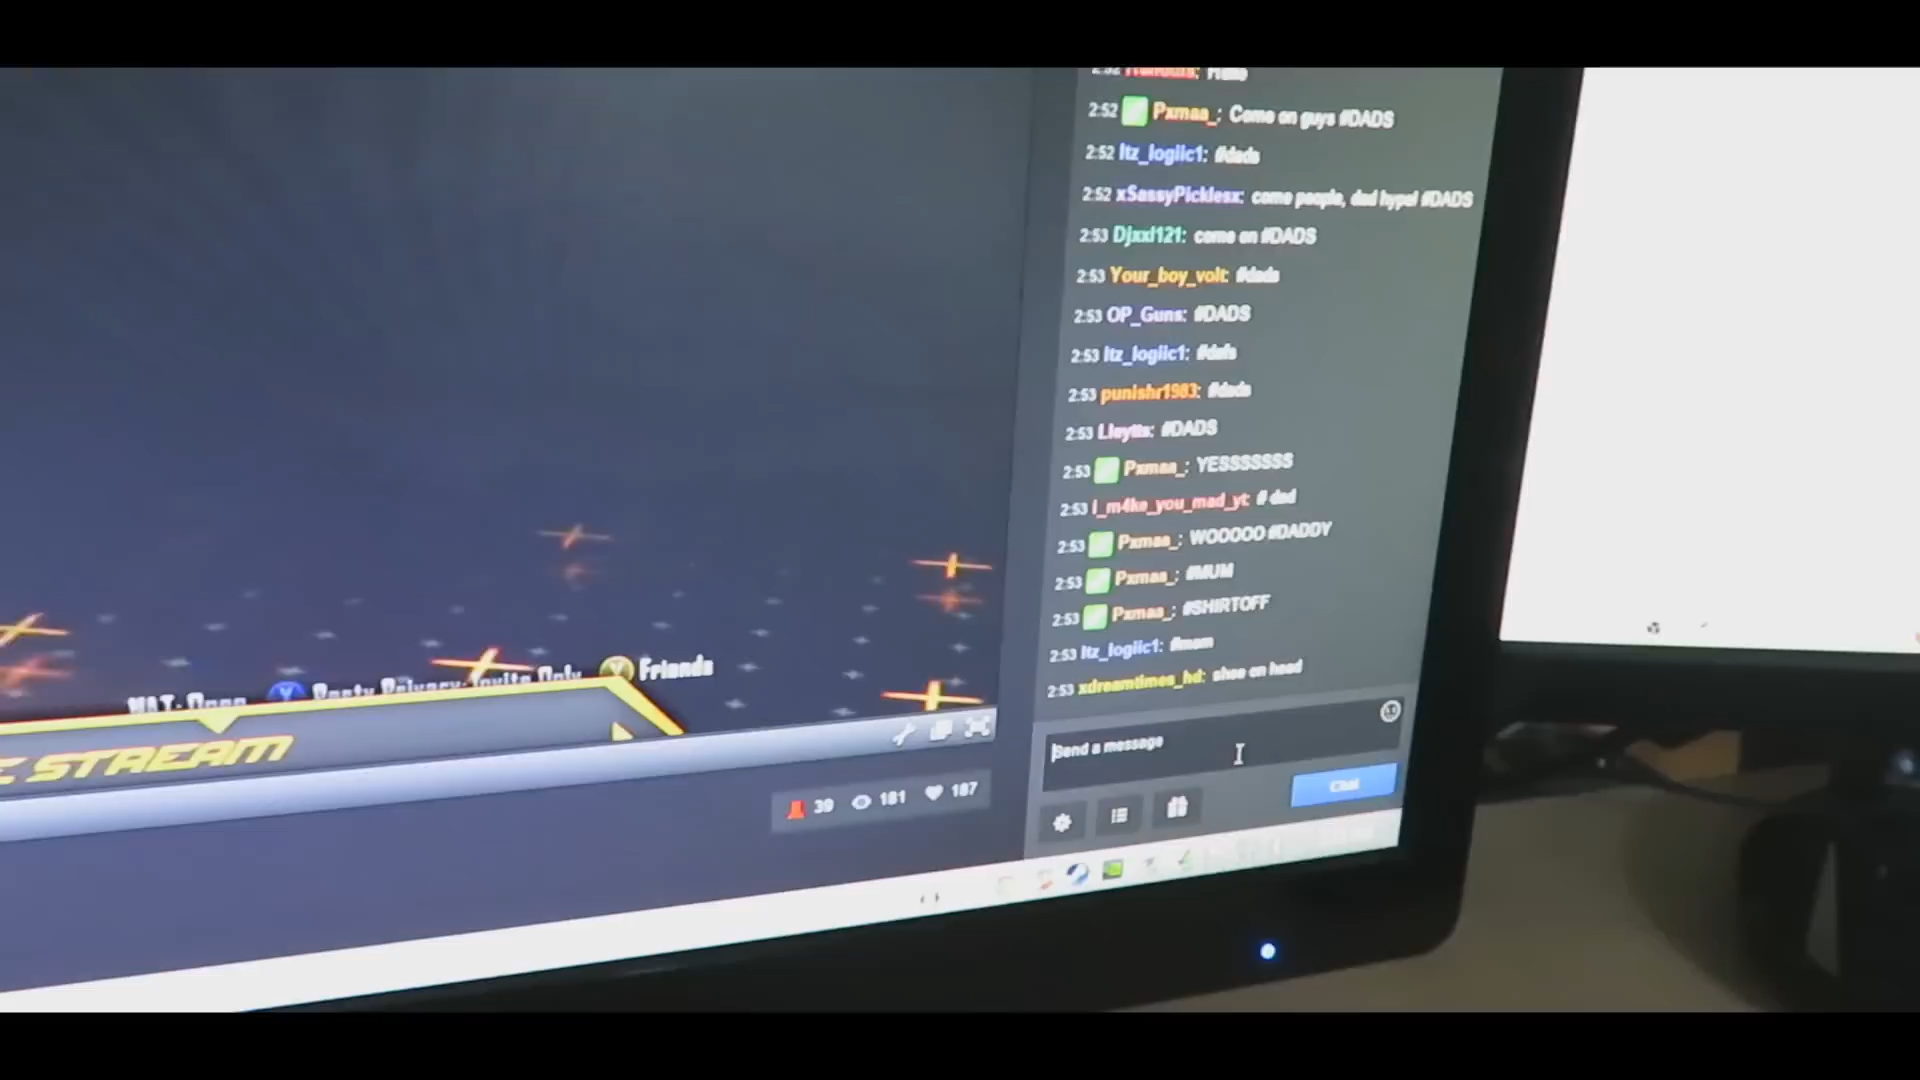 2:52 Pxmaa_: Come on guys #DADS
2:52 Itz_logiic1: #dads
2:52 xSassyPicklesx: come people, dad hype! #DADS
2:53 Djxxf121: come on #DADS
2:53 Your_boy_volt: #dads
2:53 OP_Guns: #DADS
2:53 Itz_logiic1: #dafs
2:53 punishr1983: #dads
2:53 #DADS
2:53 Pxmaa_: YESSSSSSS
2:53 I_m4ke_you_mad_yt: # dad
2:53 Pxmaa_: WOOOOO #DADDY
2:53 Pxmaa_: #MUM
2:53 Pxmaa_: #SHIRTOFF
2:53 Itz_logiic1: #mom
2:53 xdreamtimes_hd: shoe on head
Send a message
Chat
NAT: Open Y Party Privacy: Invite Only Y Friends
E STREAM
39 181 187